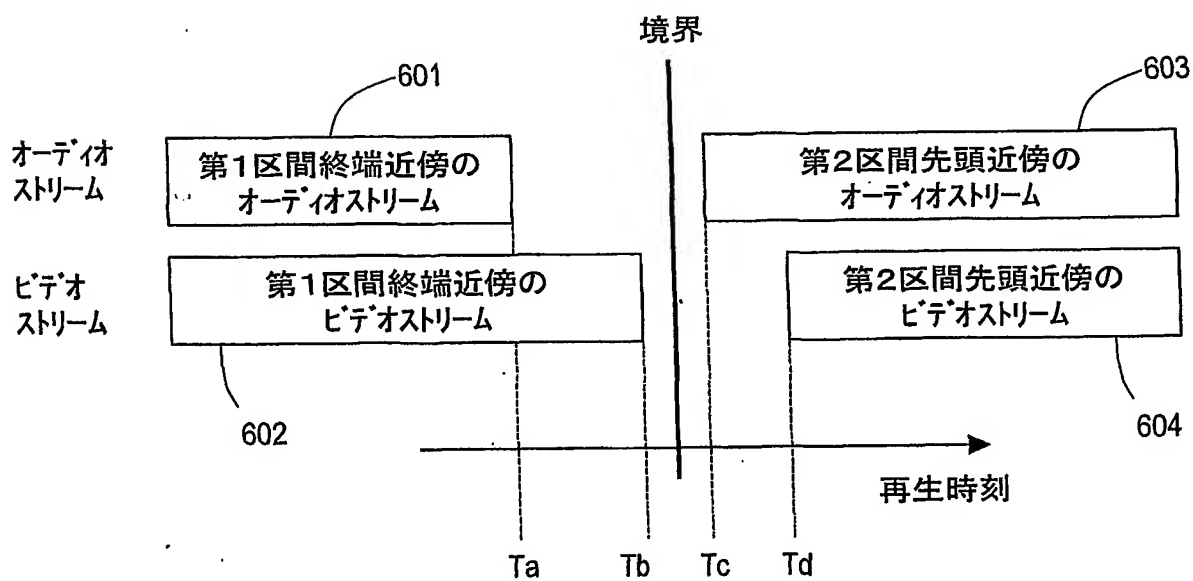 境界
601
603
オーディオ
ストリーム
第1区間終端近傍の
オーディオストリーム
第2区間先頭近傍の
オーディオストリーム
ビデオ
ストリーム
第1区間終端近傍の
ビデオストリーム
第2区間先頭近傍の
ビデオストリーム
602
604
再生時刻
Ta
Tb
Tc
Td